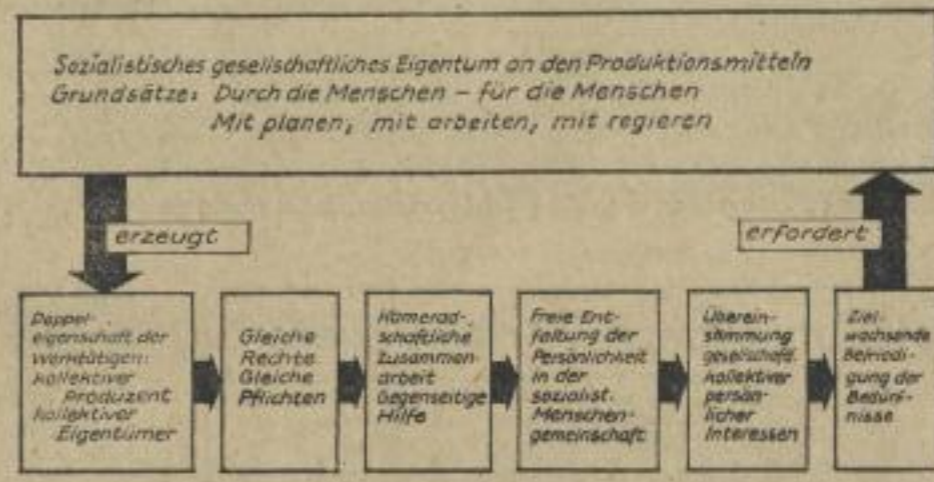 Sozialistisches gesellschaftliches Eigentum an den Produktionsmitteln
Grundsätze: Durch die Menschen – für die Menschen
Mit planen, mit arbeiten, mit regieren
erzeugt
erfordert
Doppel-
eigenschaft der
Werktätigen:
kollektiver
Produzent
kollektiver
Eigentümer
Gleiche
Rechte
Gleiche
Pflichten
Kamerad-
schaftliche
Zusammen-
arbeit
Gegenseitige
Hilfe
Freie Ent-
faltung der
Persönlichkeit
in der
sozialist.
Menschen-
gemeinschaft
Überein-
stimmung
gesellschaftl.
kollektiver
persön-
licher
Interessen
Ziel-
wachsende
Befriedi-
gung der
Bedürf-
nisse